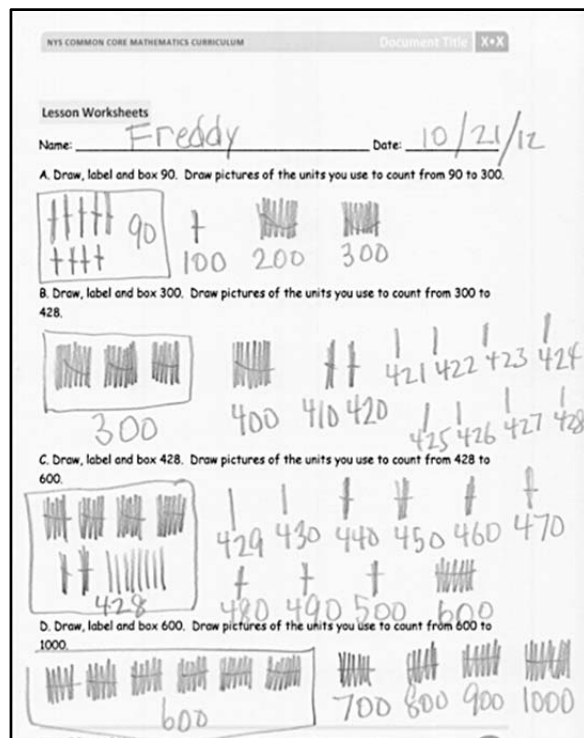 NYS COMMON CORE MATHEMATICS CURRICULUM Document Title X•X
Lesson Worksheets
Name: Freddy Date: 10/21/12
A. Draw, label and box 90. Draw pictures of the units you use to count from 90 to 300.
90 100 200 300
B. Draw, label and box 300. Draw pictures of the units you use to count from 300 to
428.
421 422 423 424
300 400 410 420
425 426 427 428
C. Draw, label and box 428. Draw pictures of the units you use to count from 428 to
600.
429 430 440 450 460 470
428 480 490 500 600
D. Draw, label and box 600. Draw pictures of the units you use to count from 600 to
1000.
600 700 800 900 1000